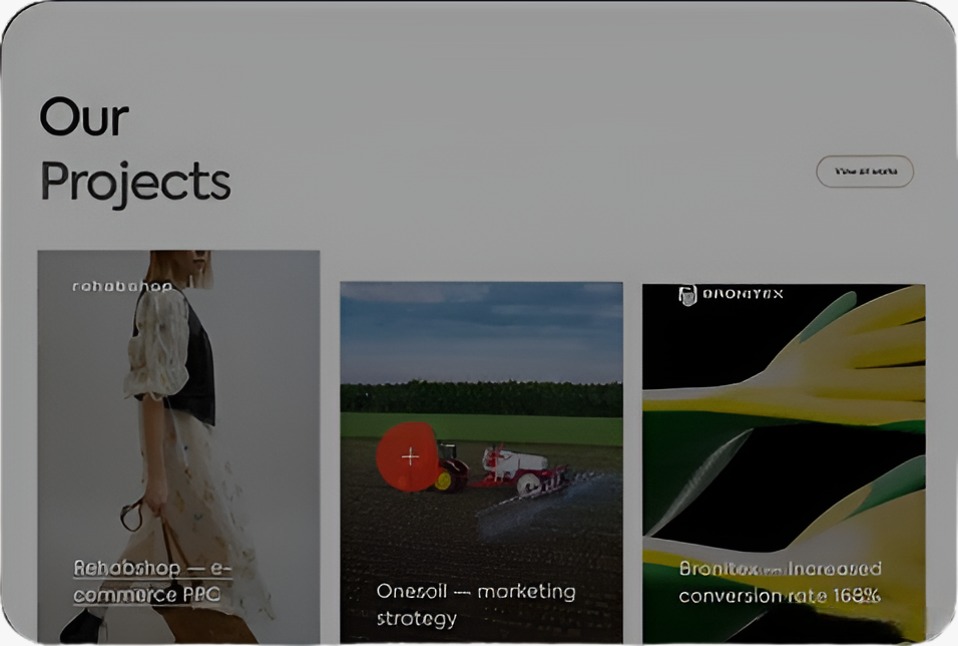 Our
Projects
View all works
rehabshop
BRONITEX
Rehabshop — e-
commerce PPC
Onesoil — marketing
strategy
Bronitex — Increased
conversion rate 168%